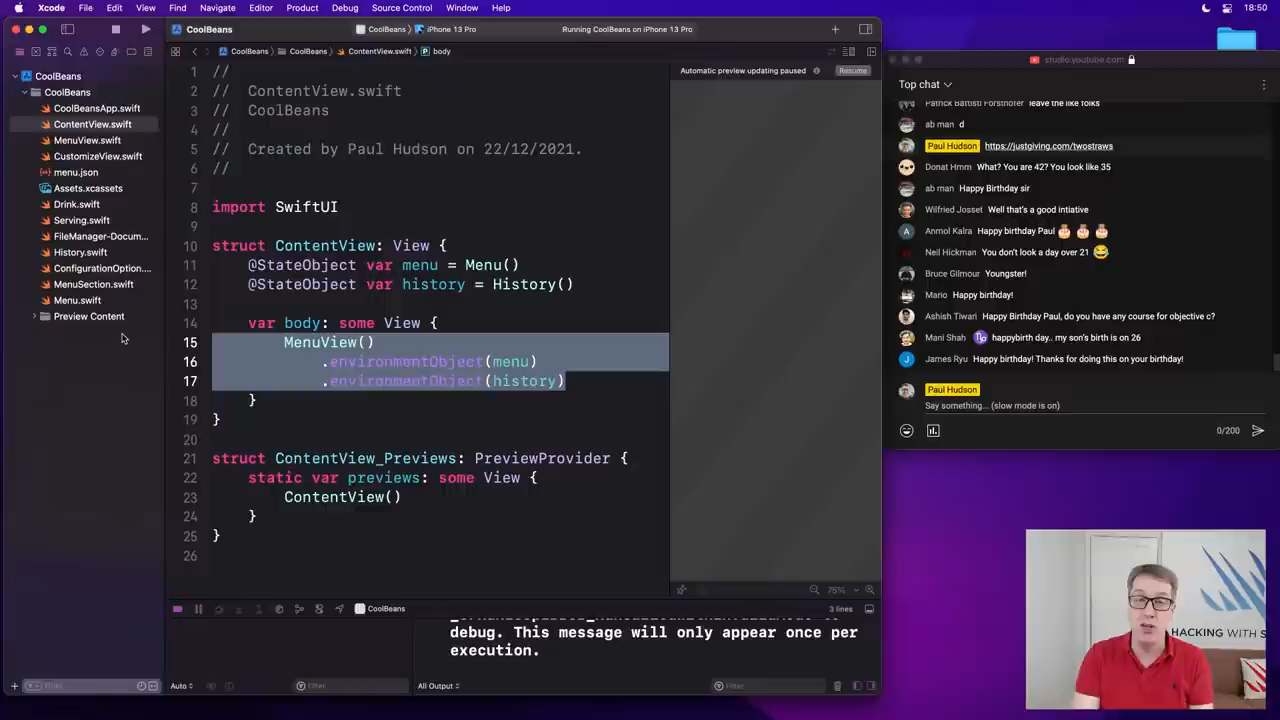 Xcode File Edit View Find Navigate Editor Product Debug Source Control Window Help
18:50
CoolBeans
CoolBeans › iPhone 13 Pro
Running CoolBeans on iPhone 13 Pro
CoolBeans › CoolBeans › ContentView.swift › body
CoolBeans
CoolBeans
CoolBeansApp.swift
ContentView.swift
MenuView.swift
CustomizeView.swift
menu.json
Assets.xcassets
Drink.swift
Serving.swift
FileManager-Docum...
History.swift
ConfigurationOption....
MenuSection.swift
Menu.swift
Preview Content
Filter
1 //
2 // ContentView.swift
3 // CoolBeans
4 //
5 // Created by Paul Hudson on 22/12/2021.
6 //
7
8 import SwiftUI
9
10 struct ContentView: View {
11 @StateObject var menu = Menu()
12 @StateObject var history = History()
13
14 var body: some View {
15 MenuView()
16 .environmentObject(menu)
17 .environmentObject(history)
18 }
19 }
20
21 struct ContentView_Previews: PreviewProvider {
22 static var previews: some View {
23 ContentView()
24 }
25 }
26
Automatic preview updating paused
Resume
75%
CoolBeans
3 lines
debug. This message will only appear once per
execution.
Auto
Filter
All Output
Filter
studio.youtube.com
Top chat
Patrick Battisti Forsthofer leave the like folks
ab man d
Paul Hudson https://justgiving.com/twostraws
Donat Hmm What? You are 42? You look like 35
ab man Happy Birthday sir
Wilfried Josset Well that's a good intiative
A Anmol Kalra Happy birthday Paul 🎂 🎂 🎂
Neil Hickman You don't look a day over 21 😂
Bruce Gilmour Youngster!
Mario Happy birthday!
Ashish Tiwari Happy Birthday Paul, do you have any course for objective c?
Mani Shah ♑ happybirth day.. my son's birth is on 26
J James Ryu Happy birthday! Thanks for doing this on your birthday!
Paul Hudson
Say something... (slow mode is on)
0/200
HACKING WITH S